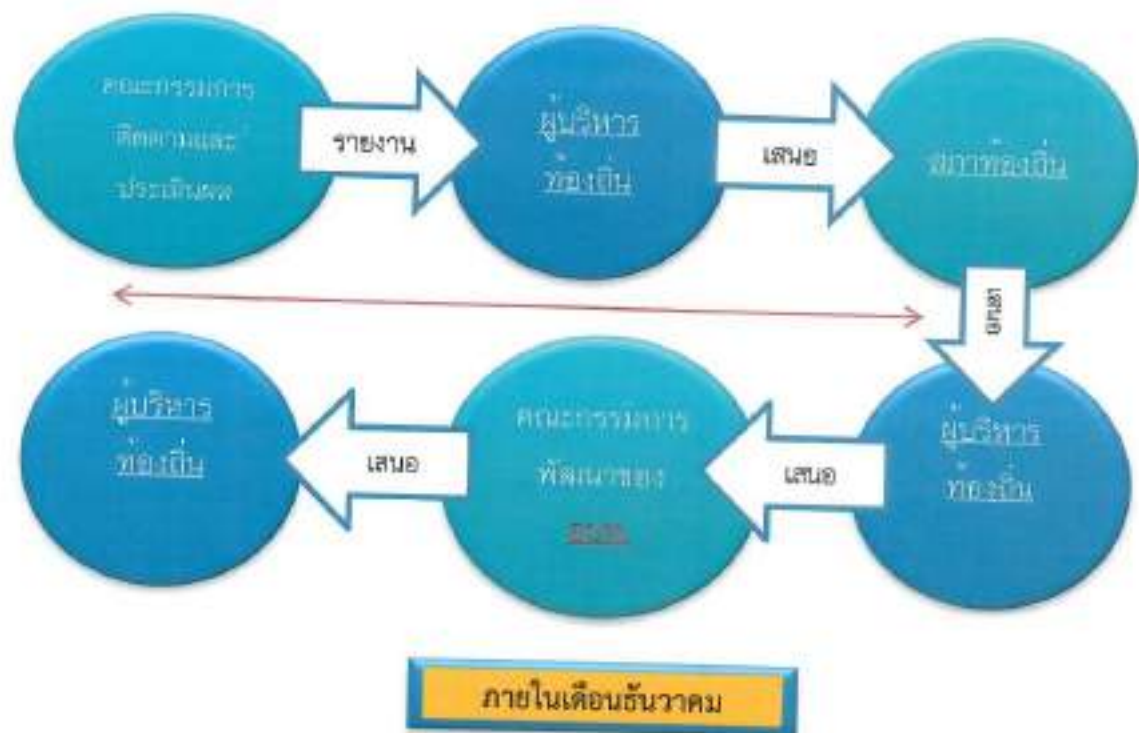 คณะกรรมการ
ติดตามและ
ประเมินผล
รายงาน
ผู้บริหาร
ท้องถิ่น
เสนอ
สภาท้องถิ่น
เสนอ
ผู้บริหาร
ท้องถิ่น
เสนอ
คณะกรรมการ
พัฒนาของ
เสนอ
ผู้บริหาร
ท้องถิ่น
ภายในเดือนธันวาคม